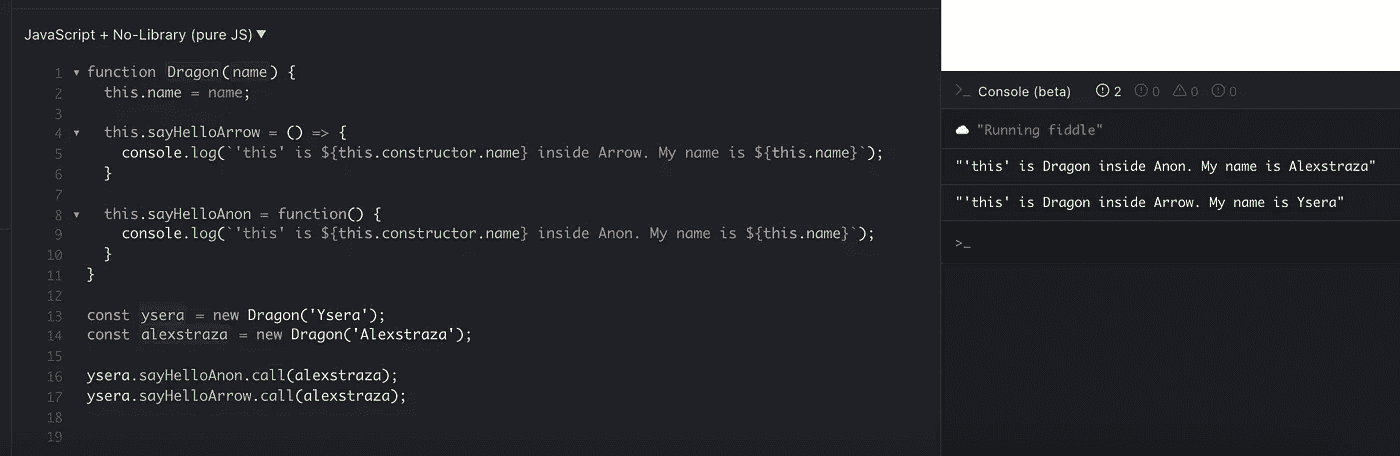 JavaScript + No-Library (pure JS) ▼
1 ▾ function Dragon(name) {
2 this.name = name;
3
4 ▾ this.sayHelloArrow = () => {
5 console.log(`'this' is ${this.constructor.name} inside Arrow. My name is ${this.name}`);
6 }
7
8 ▾ this.sayHelloAnon = function() {
9 console.log(`'this' is ${this.constructor.name} inside Anon. My name is ${this.name}`);
10 }
11 }
12
13 const ysera = new Dragon('Ysera');
14 const alexstraza = new Dragon('Alexstraza');
15
16 ysera.sayHelloAnon.call(alexstraza);
17 ysera.sayHelloArrow.call(alexstraza);
18
19
>_ Console (beta) 2 0 0 0
"Running fiddle"
"'this' is Dragon inside Anon. My name is Alexstraza"
"'this' is Dragon inside Arrow. My name is Ysera"
>_